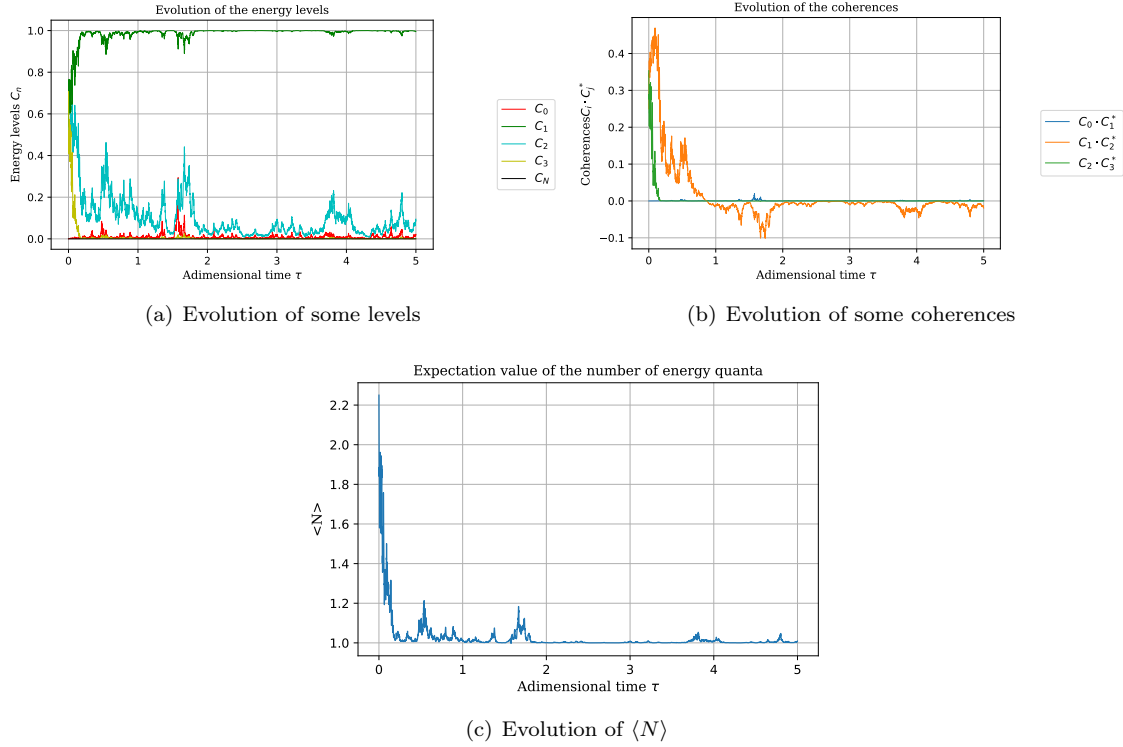 Evolution of the energy levels
Energy levels $C_n$
1.0
0.8
0.6
0.4
0.2
0.0
0 1 2 3 4 5
Adimensional time τ
$C_0$
$C_1$
$C_2$
$C_3$
$C_N$
(a) Evolution of some levels
Evolution of the coherences
Coherences$C_i \cdot C_j^*$
0.4
0.3
0.2
0.1
0.0
−0.1
0 1 2 3 4 5
Adimensional time τ
$C_0 \cdot C_1^*$
$C_1 \cdot C_2^*$
$C_2 \cdot C_3^*$
(b) Evolution of some coherences
Expectation value of the number of energy quanta
<N>
2.2
2.0
1.8
1.6
1.4
1.2
1.0
0 1 2 3 4 5
Adimensional time τ
(c) Evolution of ⟨N⟩